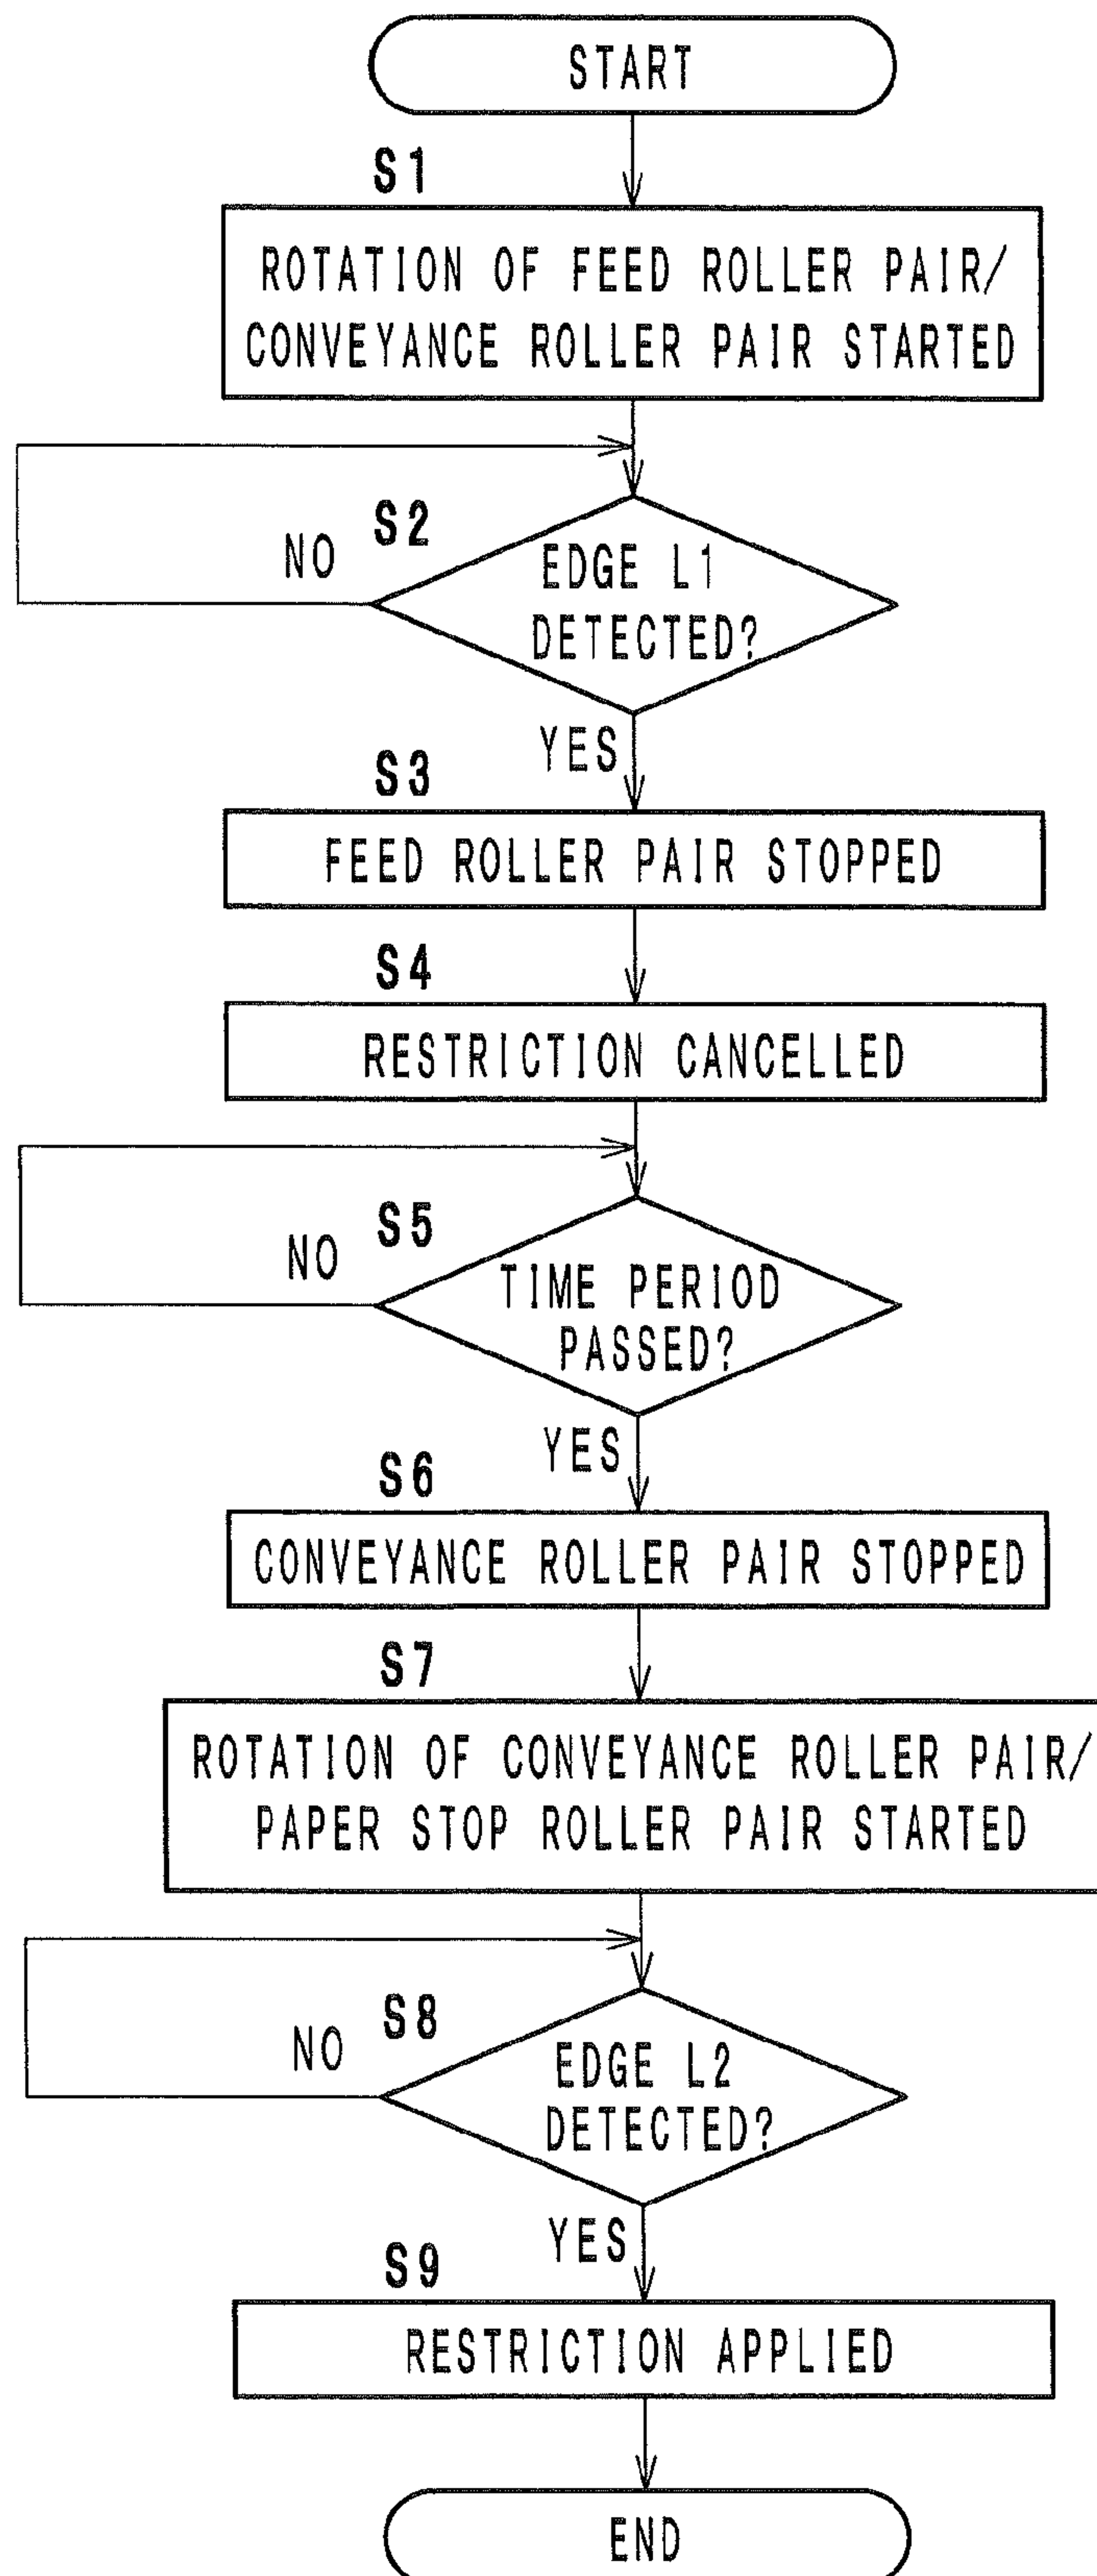 START
S1
ROTATION OF FEED ROLLER PAIR/
CONVEYANCE ROLLER PAIR STARTED
S2
NO
EDGE L1
DETECTED?
YES
S3
FEED ROLLER PAIR STOPPED
S4
RESTRICTION CANCELLED
S5
NO
TIME PERIOD
PASSED?
YES
S6
CONVEYANCE ROLLER PAIR STOPPED
S7
ROTATION OF CONVEYANCE ROLLER PAIR/
PAPER STOP ROLLER PAIR STARTED
S8
NO
EDGE L2
DETECTED?
YES
S9
RESTRICTION APPLIED
END